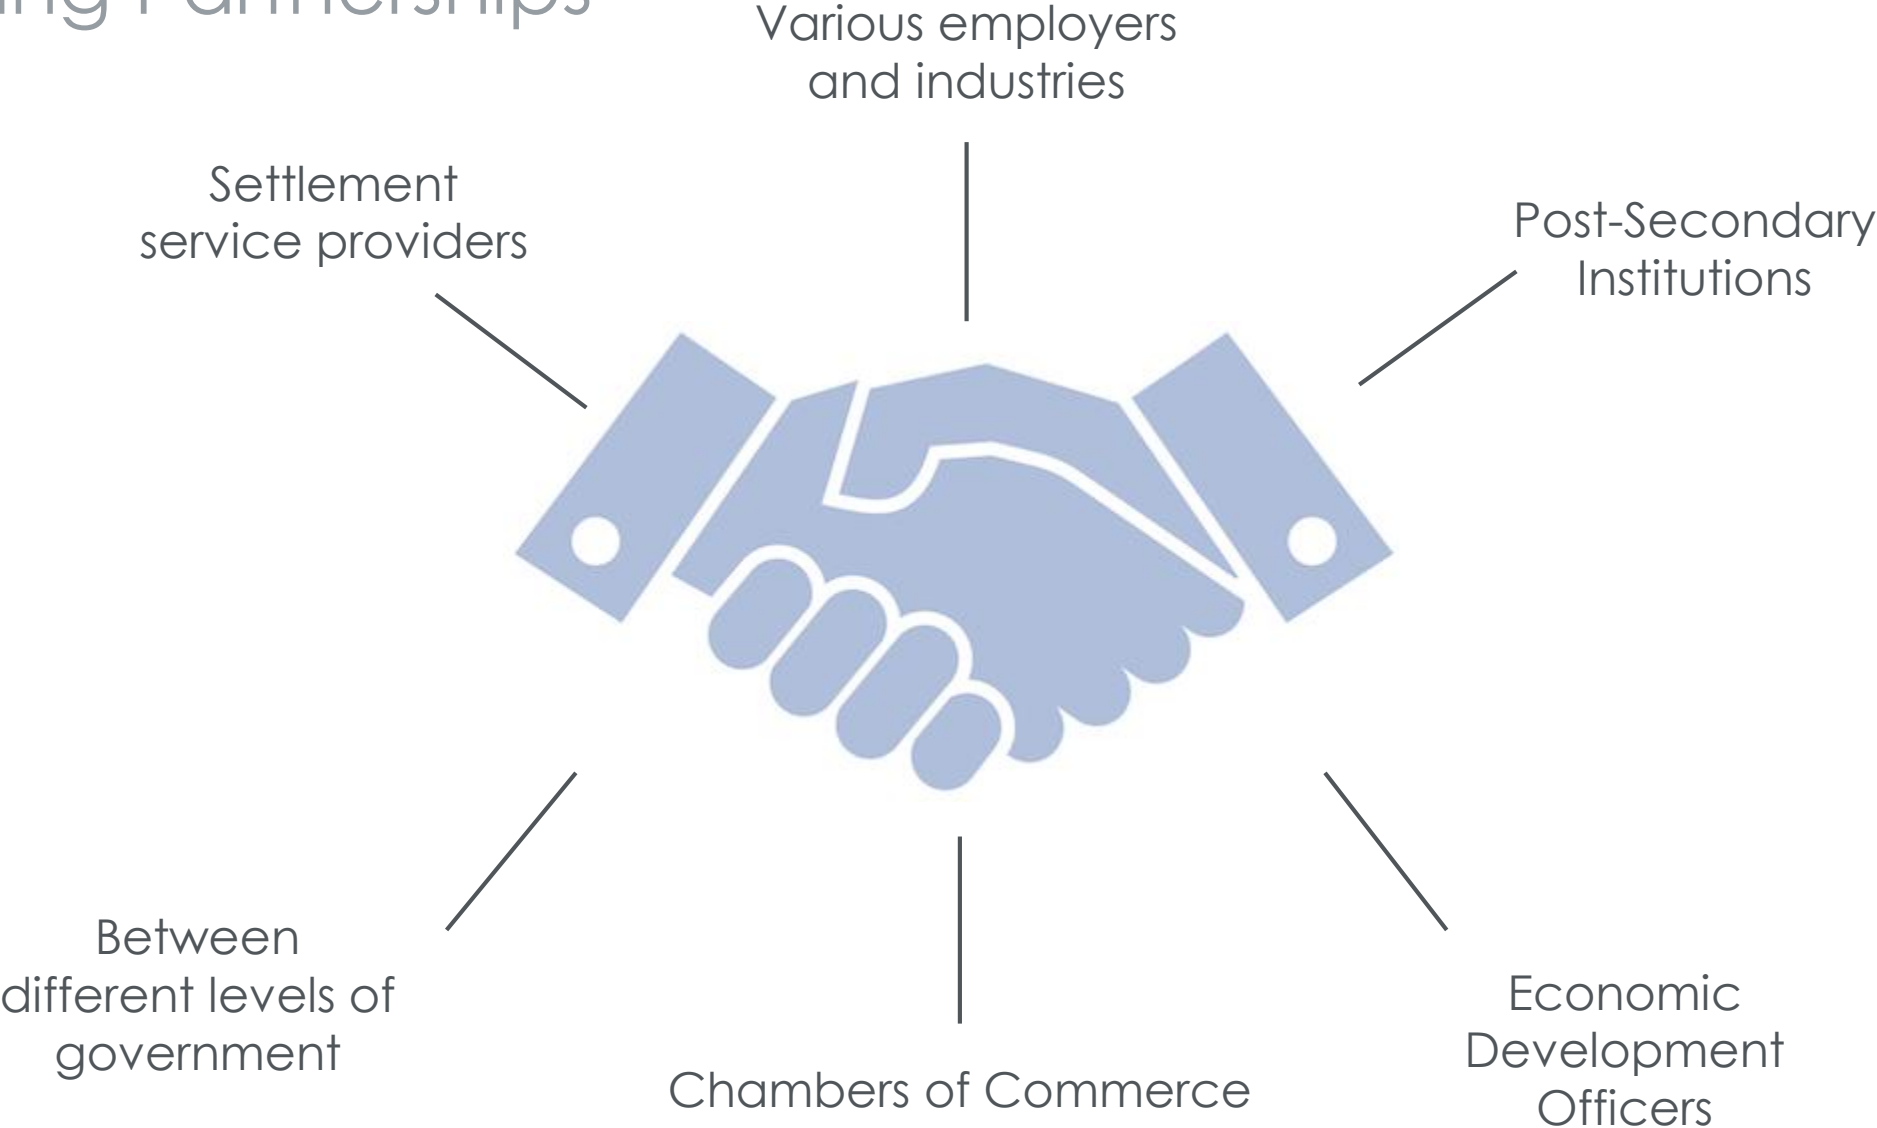 Partnerships
Various employers
and industries
Settlement
service providers
Post-Secondary
Institutions
Between
different levels of
government
Chambers of Commerce
Economic
Development
Officers